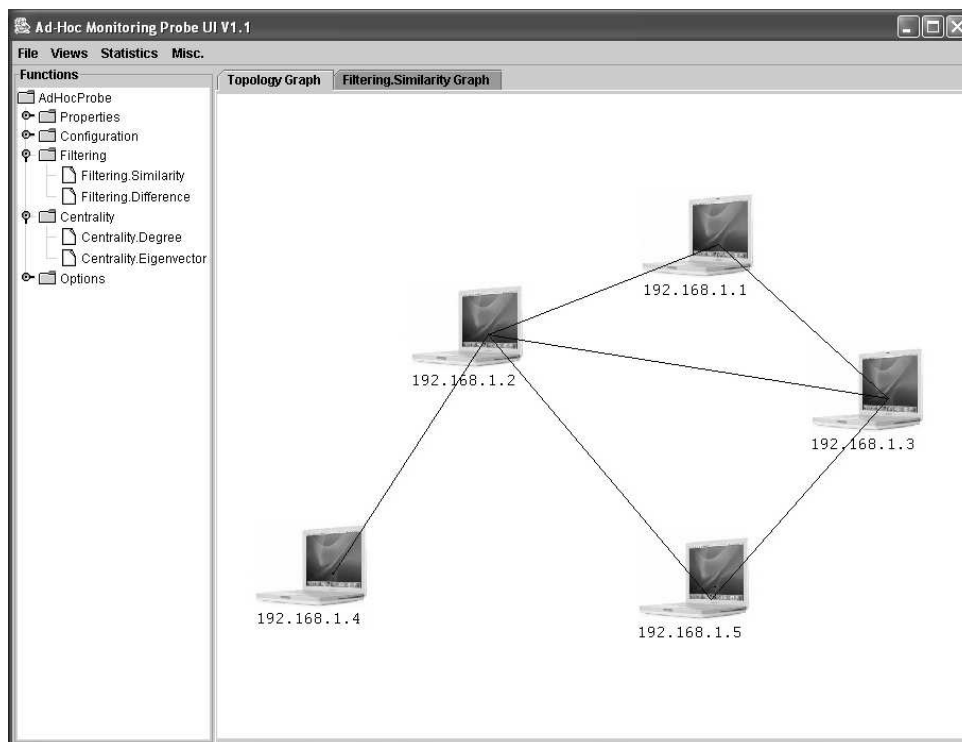 Ad-Hoc Monitoring Probe UI V1.1
File Views Statistics Misc.
Functions
AdHocProbe
Properties
Configuration
Filtering
Filtering.Similarity
Filtering.Difference
Centrality
Centrality.Degree
Centrality.Eigenvector
Options
Topology Graph Filtering.Similarity Graph
192.168.1.1
192.168.1.2
192.168.1.3
192.168.1.4
192.168.1.5